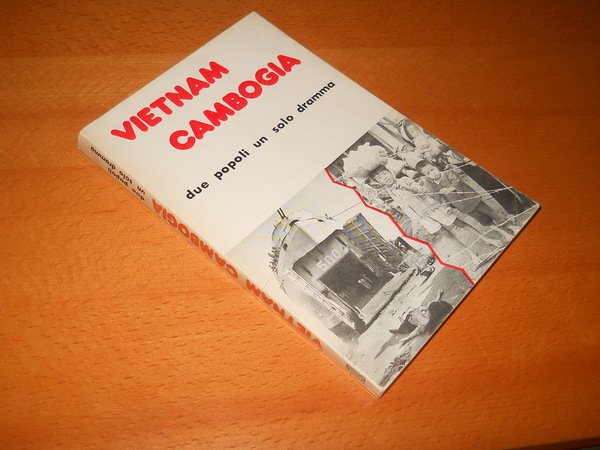 VIETNAM
CAMBOGIA
due popoli un solo dramma
due popoli
un solo dramma
VIETNAM CAMBOGIA